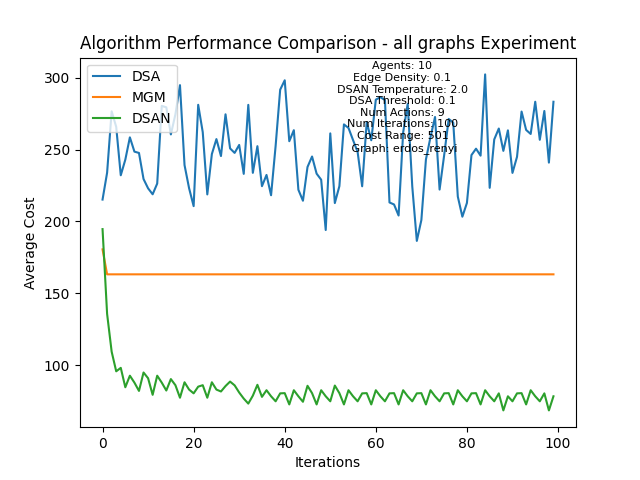 Algorithm Performance Comparison - all graphs Experiment
DSA
MGM
DSAN
Agents: 10
Edge Density: 0.1
DSAN Temperature: 2.0
DSA Threshold: 0.1
Num Actions: 9
Num Iterations: 100
Cost Range: 501
Graph: erdos_renyi
300
250
200
150
100
Average Cost
0 20 40 60 80 100
Iterations